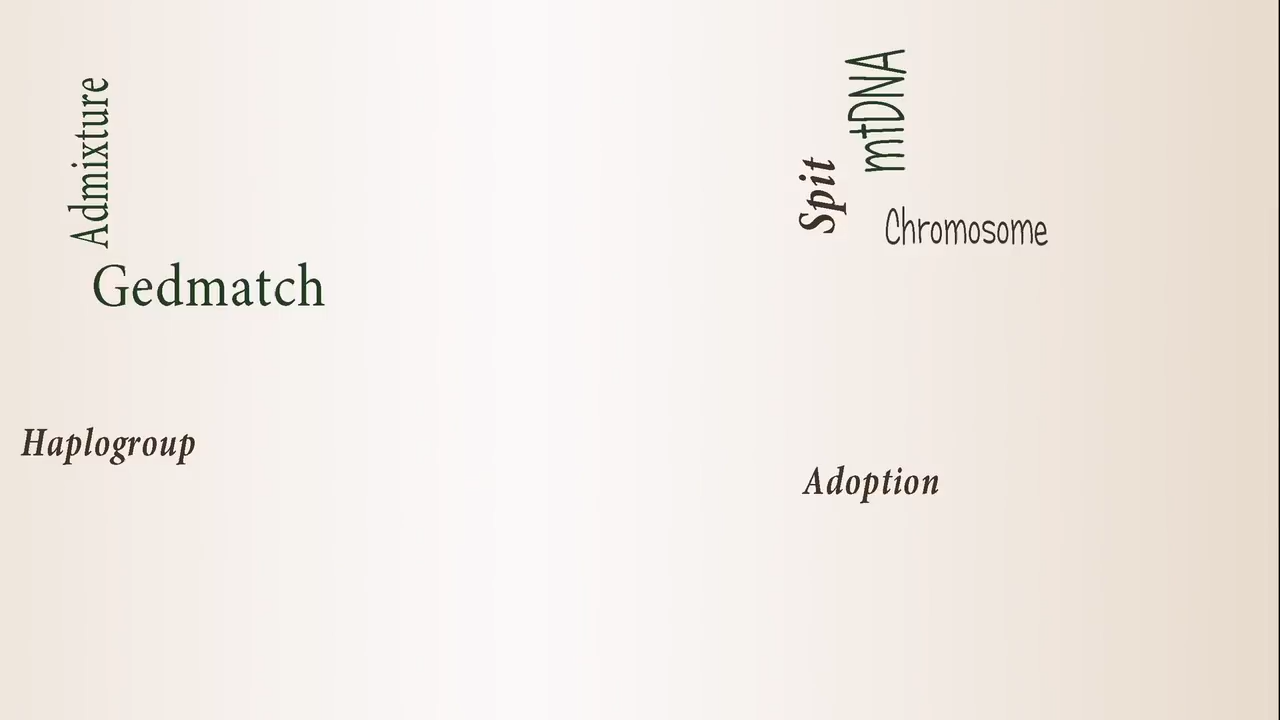 Admixture
Gedmatch
Haplogroup
mtDNA
Spit
Chromosome
Adoption